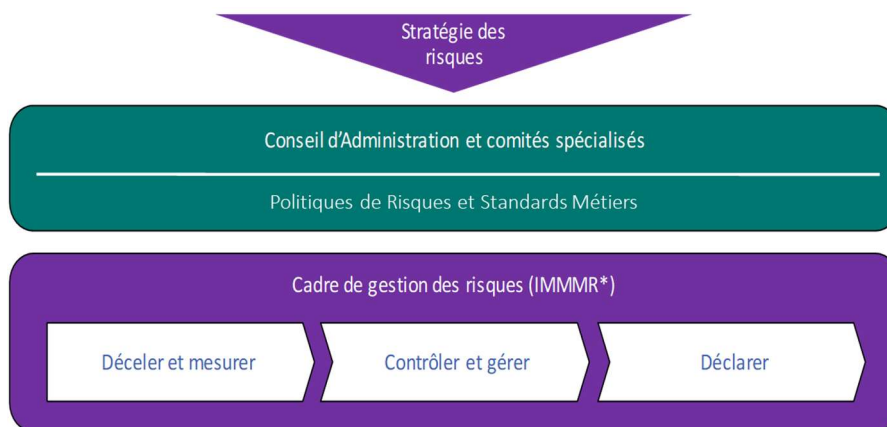 Stratégie des
risques
Conseil d'Administration et comités spécialisés
Politiques de Risques et Standards Métiers
Cadre de gestion des risques (IMMMR*)
Déceler et mesurer
Contrôler et gérer
Déclarer